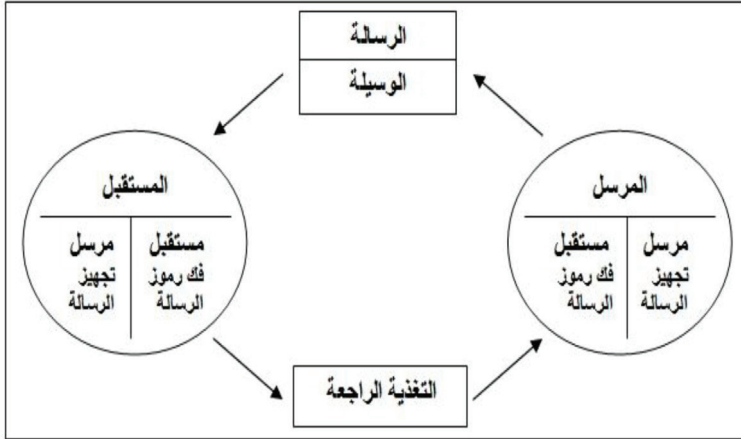 الرسالة
الوسيلة
المرسل
مرسل
تجهيز
الرسالة
مستقبل
فك رموز
الرسالة
المستقبل
مستقبل
فك رموز
الرسالة
مرسل
تجهيز
الرسالة
التغذية الراجعة